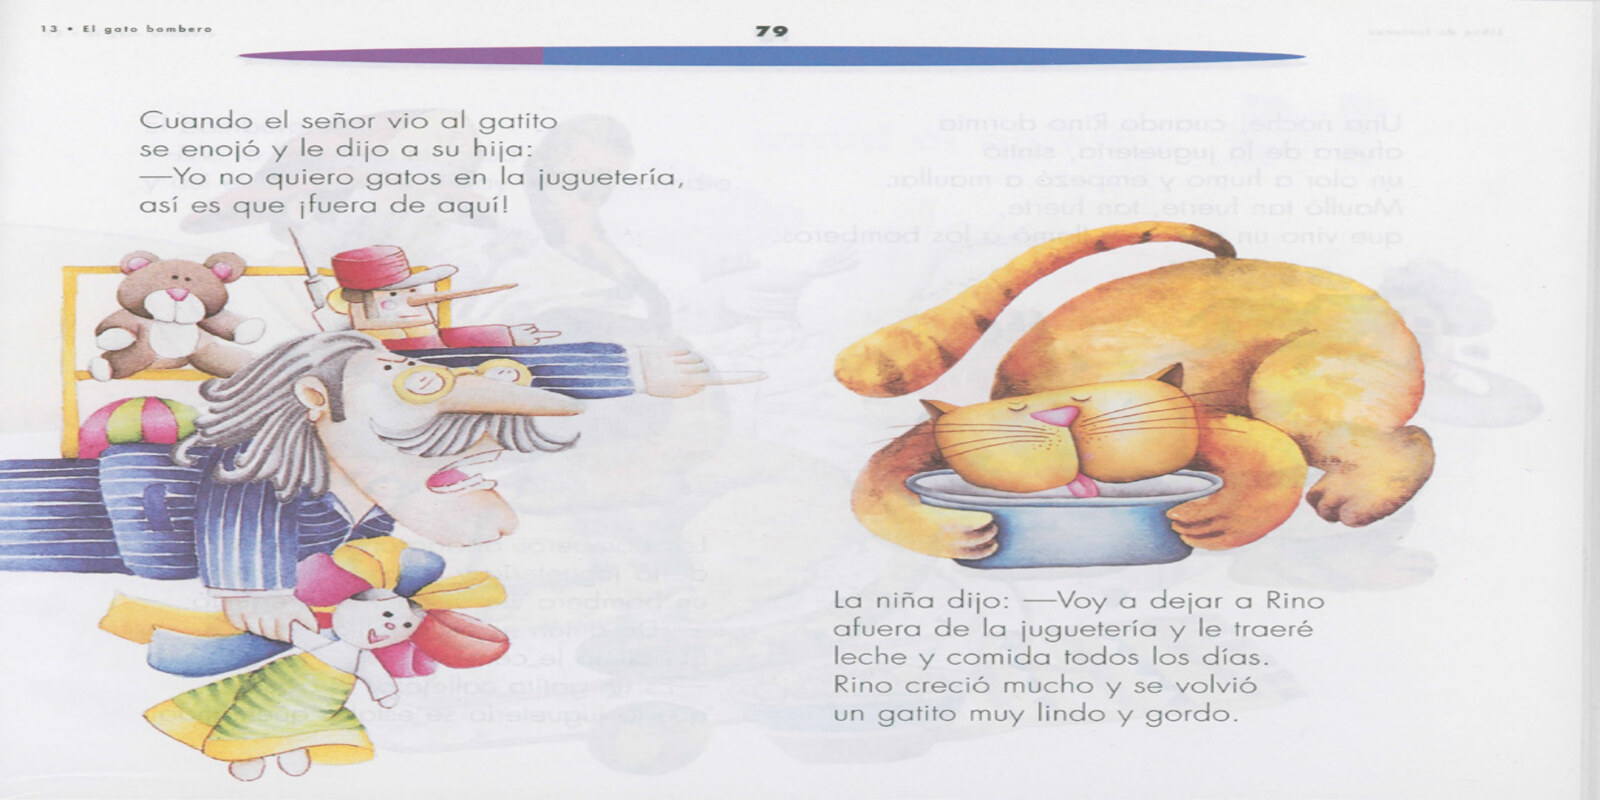 13 • El gato bombero
79
Cuando el señor vio al gatito
se enojó y le dijo a su hija:
—Yo no quiero gatos en la juguetería,
así es que ¡fuera de aquí!
La niña dijo: —Voy a dejar a Rino
afuera de la juguetería y le traeré
leche y comida todos los días.
Rino creció mucho y se volvió
un gatito muy lindo y gordo.